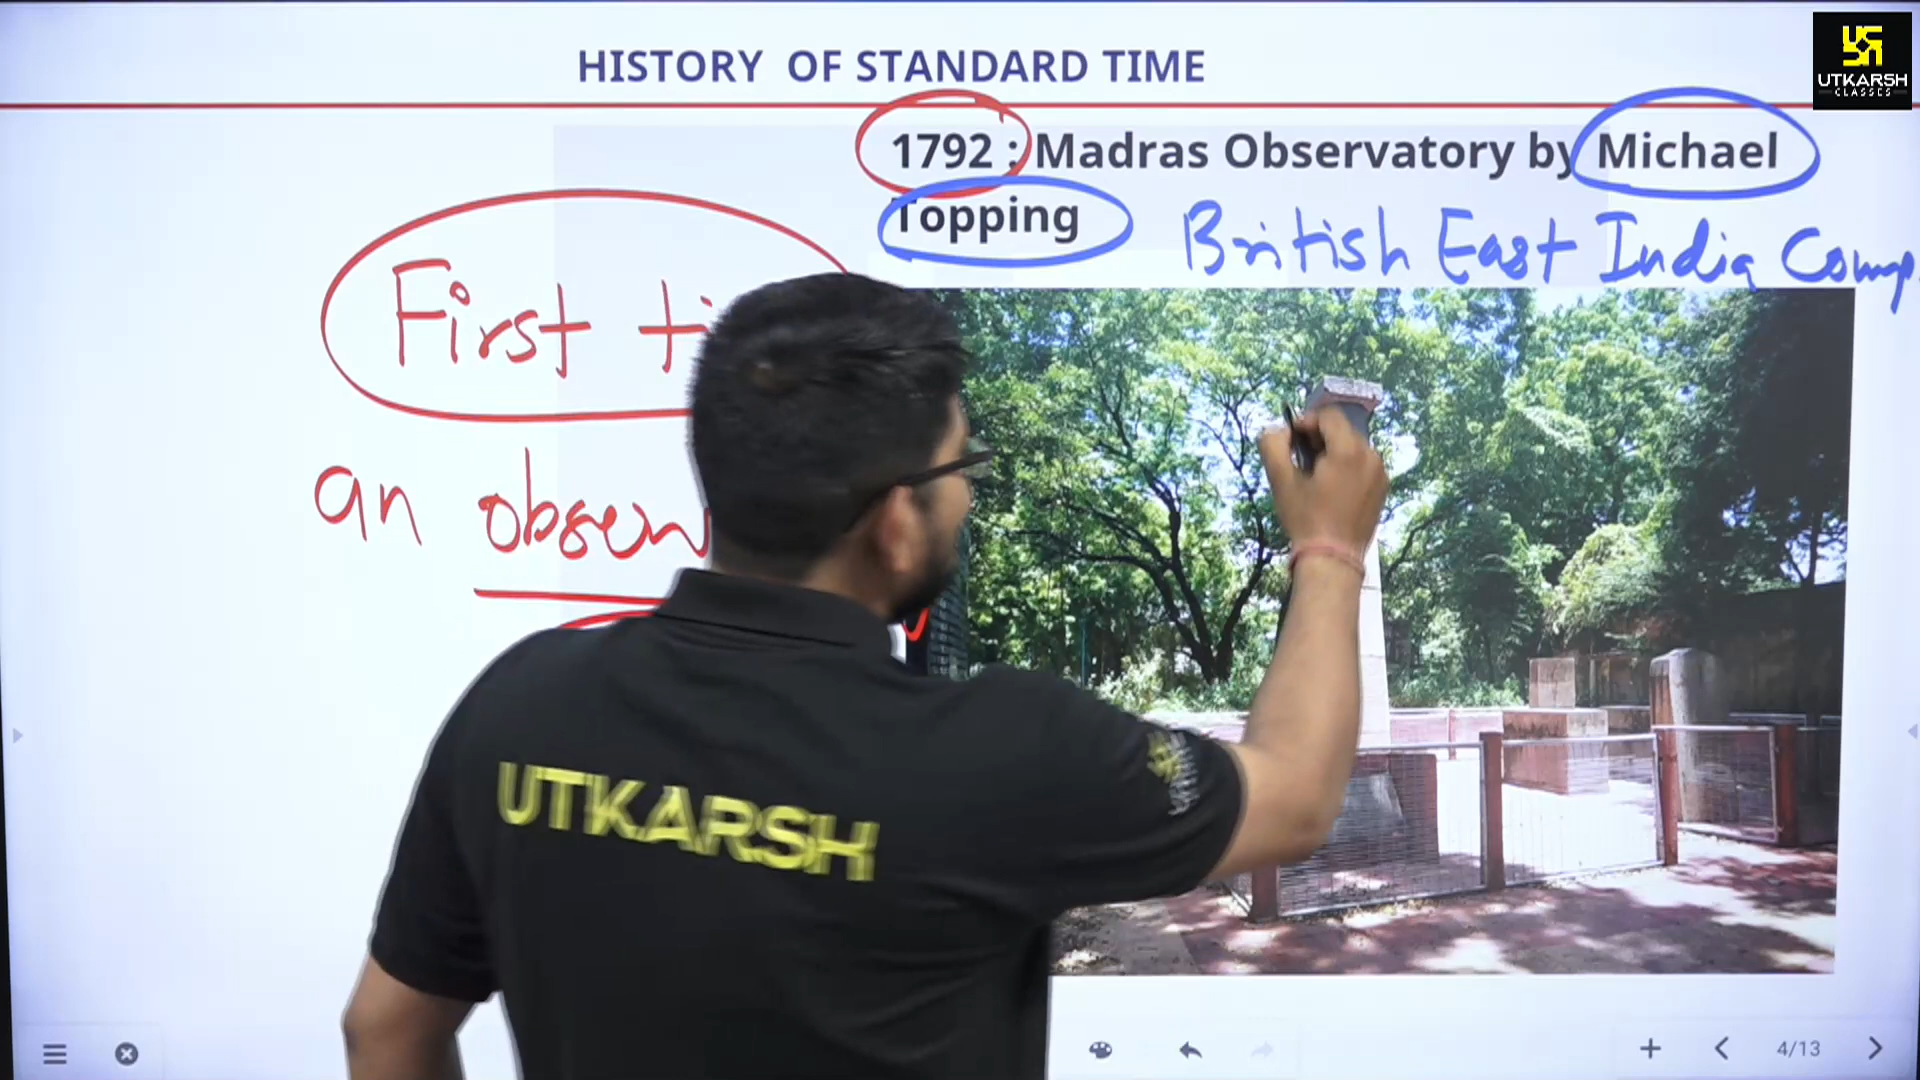 HISTORY OF STANDARD TIME
UTKARSH
CLASSES
1792 : Madras Observatory by Michael
Topping
British East India Comp
First ti
an observ
UTKARSH
4/13